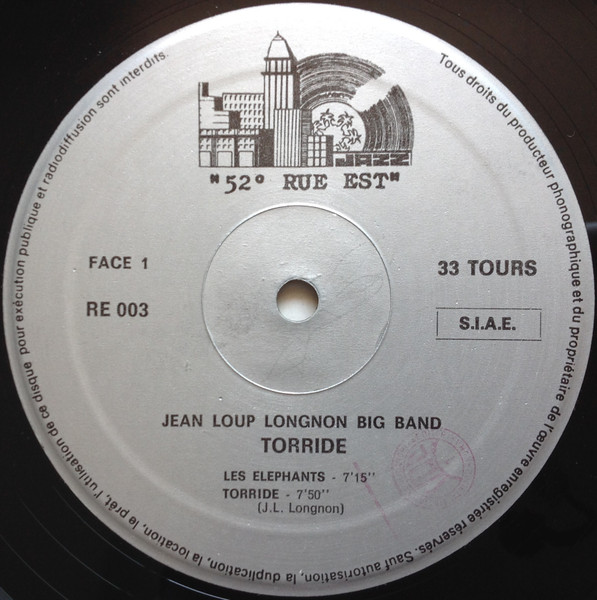 JAZZ
"52º RUE EST"
FACE 1
33 TOURS
RE 003
S.I.A.E.
JEAN LOUP LONGNON BIG BAND
TORRIDE
LES ELEPHANTS - 7'15''
TORRIDE - 7'50''
(J.L. Longnon)
Tous droits du producteur phonographique et du propriétaire de l'œuvre enregistrée réservés. Sauf autorisation, la duplication, la location, le prêt, l'utilisation de ce disque pour exécution publique et radiodiffusion sont interdits.